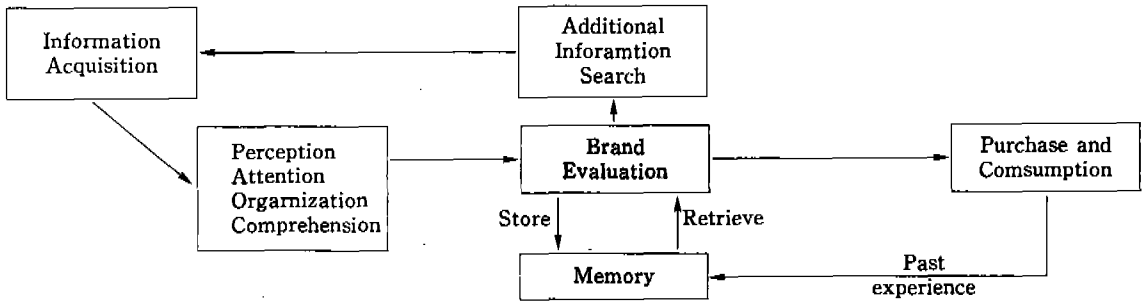 Information
Acquisition
Additional
Inforamtion
Search
Perception
Attention
Orgarnization
Comprehension
Brand
Evaluation
Purchase and
Comsumption
Store
Retrieve
Memory
Past
experience